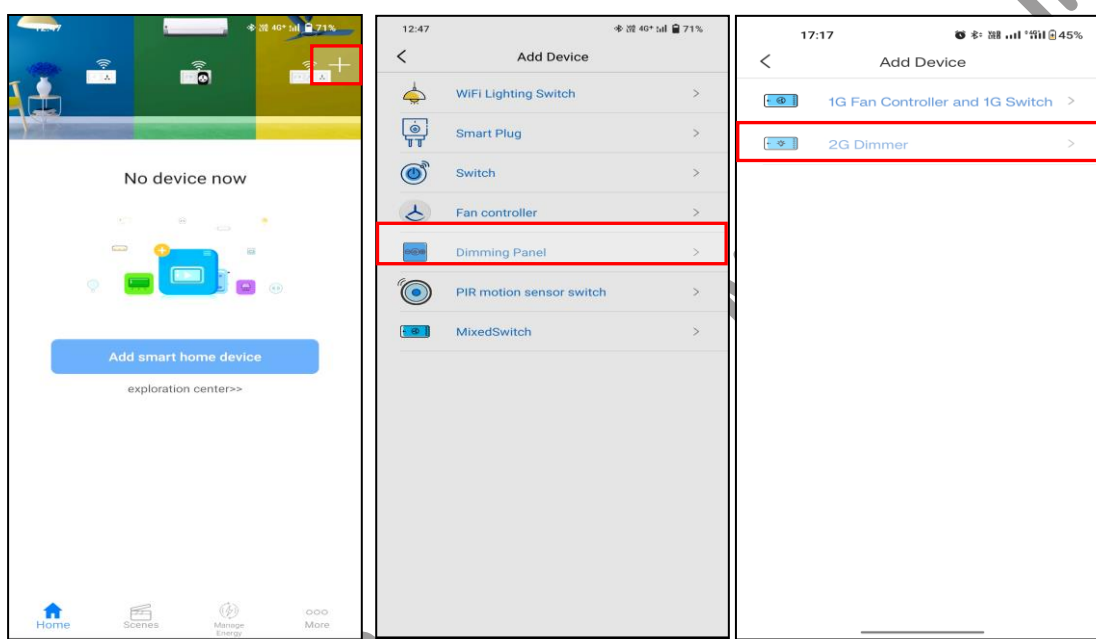 12:47 4G+ 71%
No device now
Add smart home device
exploration center>>
Home Scenes Manage Energy More
12:47 4G+ 71%
Add Device
WiFi Lighting Switch
Smart Plug
Switch
Fan controller
Dimming Panel
PIR motion sensor switch
MixedSwitch
17:17 45%
Add Device
1G Fan Controller and 1G Switch
2G Dimmer